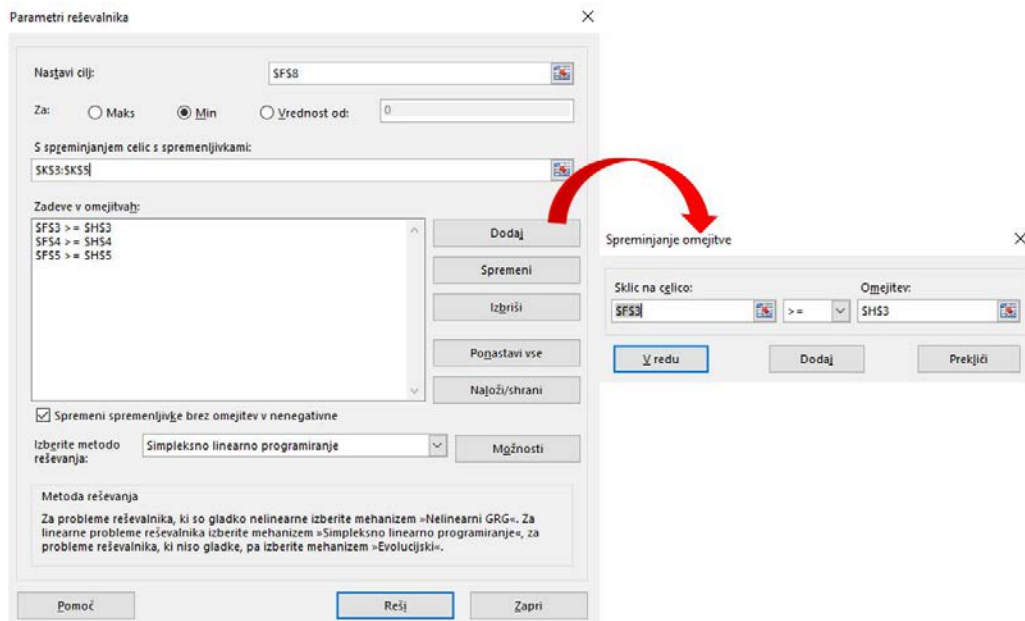 Parametri reševalnika
Nastavi cilj:
$F$8
Za:
Maks
Min
Vrednost od:
0
S spreminjanjem celic s spremenljivkami:
$K$3:$K$5
Zadeve v omejitvah:
$F$3 >= $H$3
$F$4 >= $H$4
$F$5 >= $H$5
Dodaj
Spremeni
Izbriši
Ponastavi vse
Naloži/shrani
Spremeni spremenljivke brez omejitev v nenegativne
Izberite metodo
reševanja:
Simpleksno linearno programiranje
Možnosti
Metoda reševanja
Za probleme reševalnika, ki so gladko nelinearne izberite mehanizem »Nelinearni GRG«. Za
linearne probleme reševalnika izberite mehanizem »Simpleksno linearno programiranje«, za
probleme reševalnika, ki niso gladke, pa izberite mehanizem »Evolucijski«.
Pomoč
Reši
Zapri
Spreminjanje omejitve
Sklic na celico:
Omejitev:
$F$3
>=
$H$3
V redu
Dodaj
Prekliči